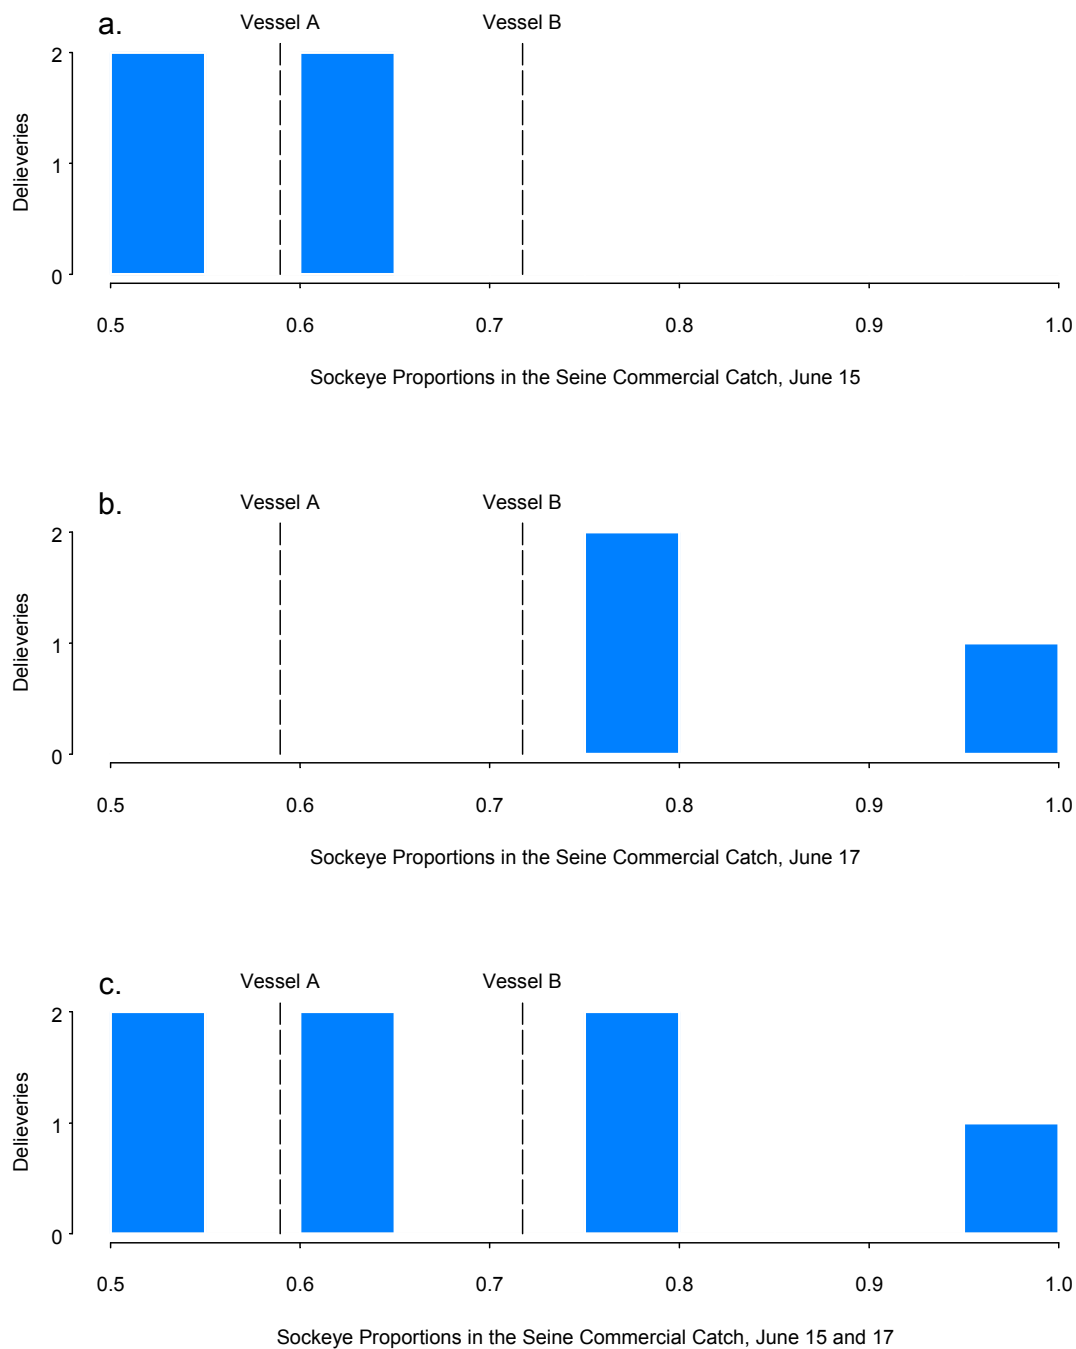 a.
Vessel A Vessel B
2
1
0
Delieveries
0.5 0.6 0.7 0.8 0.9 1.0
Sockeye Proportions in the Seine Commercial Catch, June 15
b.
Vessel A Vessel B
2
1
0
Delieveries
0.5 0.6 0.7 0.8 0.9 1.0
Sockeye Proportions in the Seine Commercial Catch, June 17
c.
Vessel A Vessel B
2
1
0
Delieveries
0.5 0.6 0.7 0.8 0.9 1.0
Sockeye Proportions in the Seine Commercial Catch, June 15 and 17